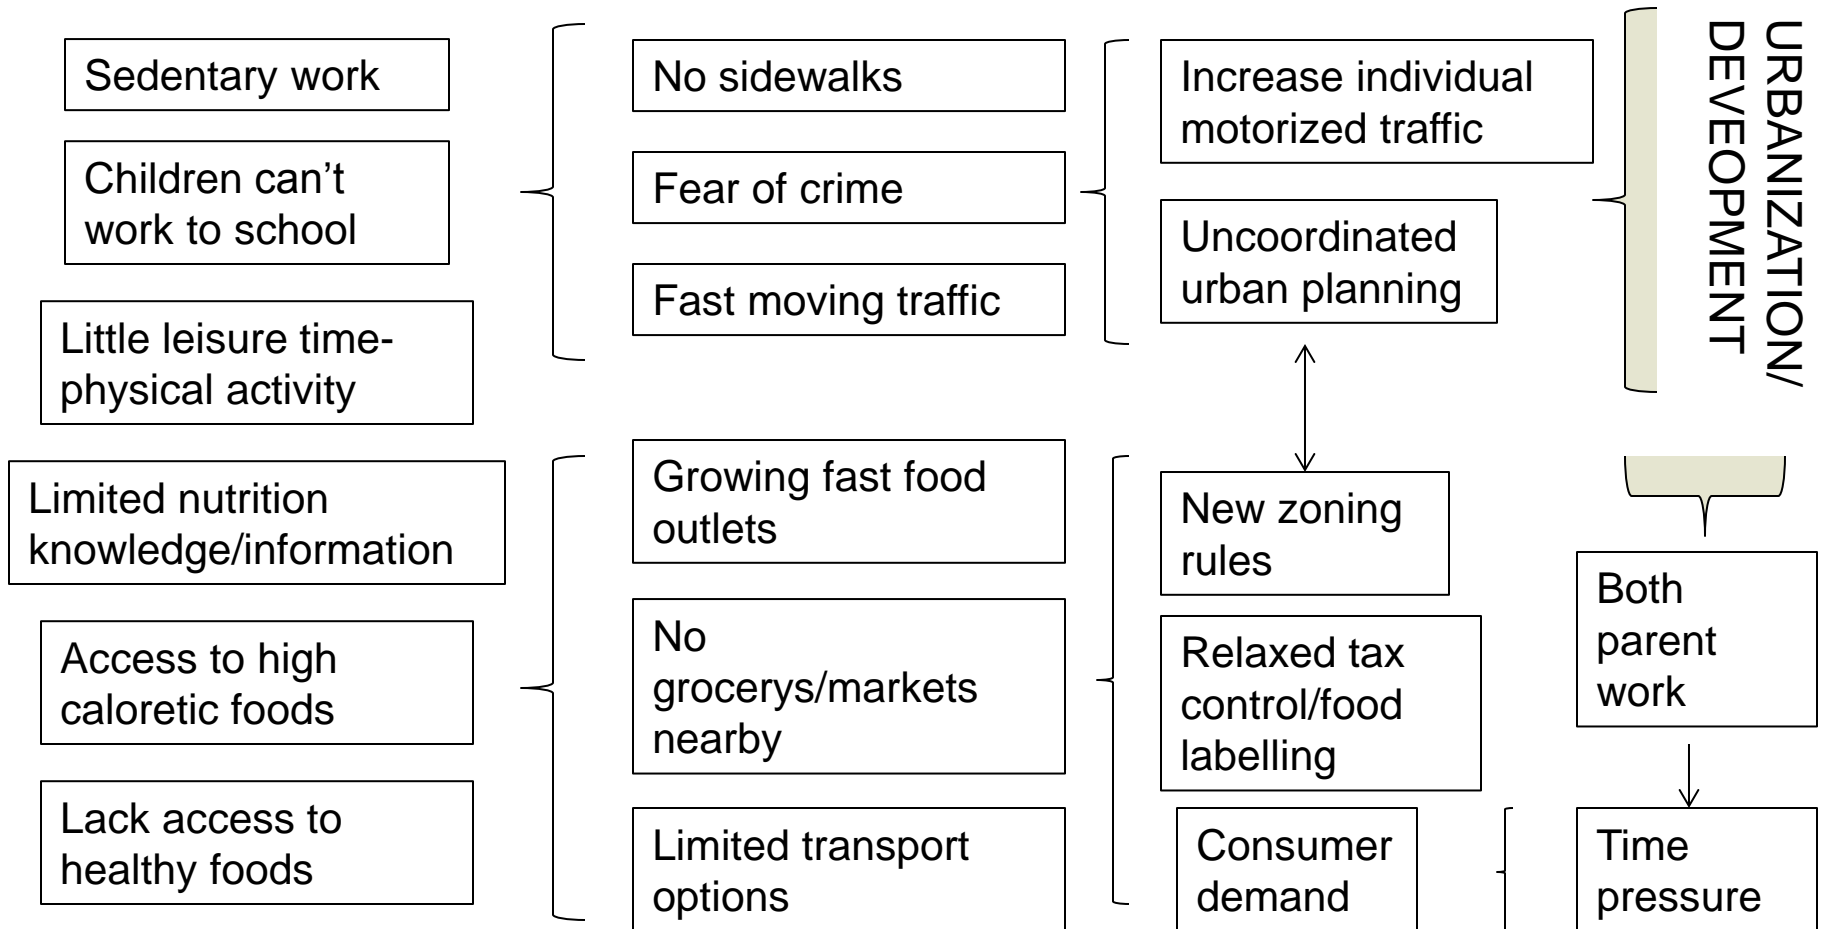 Sedentary work
Children can’t
work to school
Little leisure time-
physical activity
Limited nutrition
knowledge/information
Access to high
caloretic foods
Lack access to
healthy foods
No sidewalks
Fear of crime
Fast moving traffic
Growing fast food
outlets
No
grocerys/markets
nearby
Limited transport
options
Increase individual
motorized traffic
Uncoordinated
urban planning
New zoning
rules
Relaxed tax
control/food
labelling
Consumer
demand
URBANIZATION/
DEVEOPMENT
Both
parent
work
Time
pressure